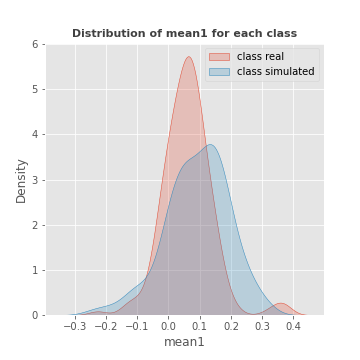 Distribution of mean1 for each class
class real
class simulated
6
5
4
3
2
1
0
Density
−0.3 −0.2 −0.1 0.0 0.1 0.2 0.3 0.4
mean1